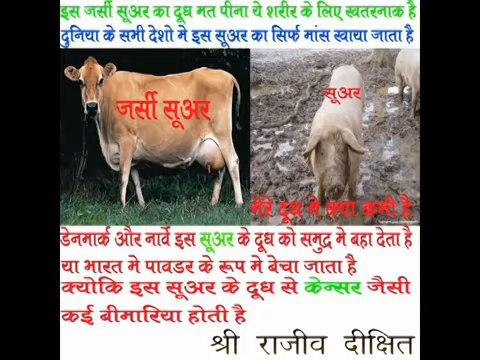 इस जर्सी सूअर का दूध मत पीना ये शरीर के लिए खतरनाक है
दुनिया के सभी देशो मे इस सूअर का सिर्फ मांस खाया जाता है
जर्सी सूअर
सूअर
मेरे दूध मे क्या कमी है
डेनमार्क और नार्वे इस सूअर के दूध को समुद्र मे बहा देता है
या भारत मे पावडर के रूप मे बेचा जाता है
क्योकि इस सूअर के दूध से केन्सर जैसी
कई बीमारिया होती है
श्री राजीव दीक्षित